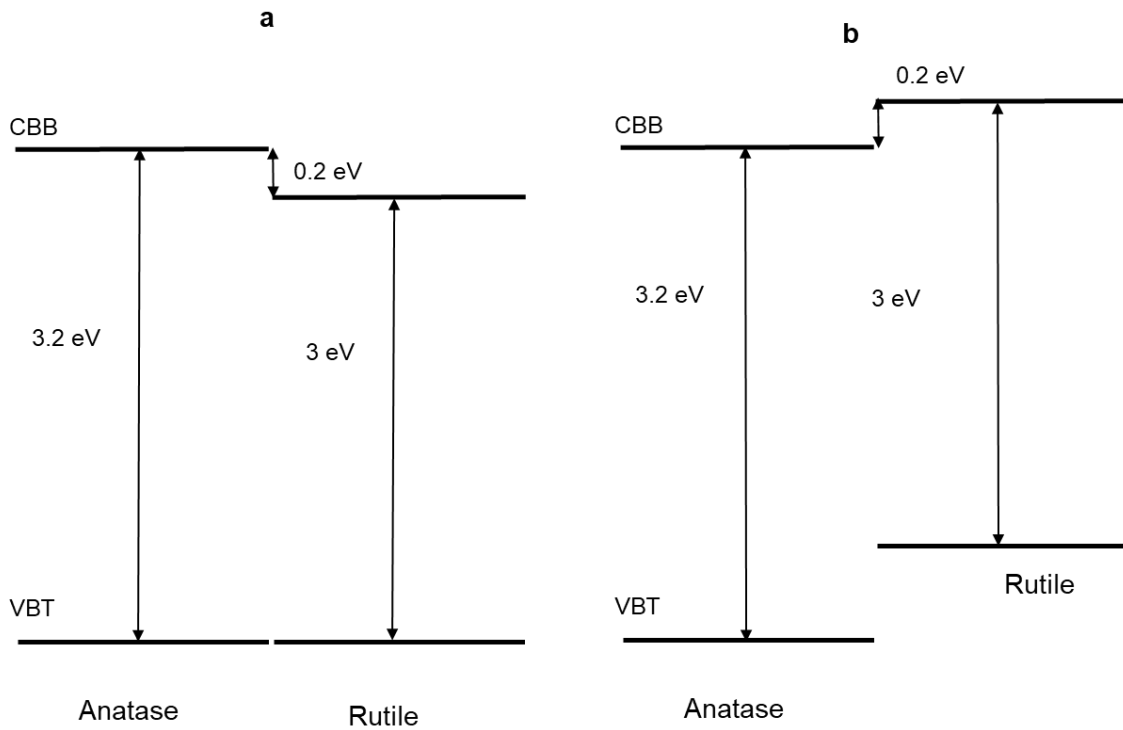 a
CBB
0.2 eV
3.2 eV
3 eV
VBT
Anatase
Rutile
b
0.2 eV
CBB
3.2 eV
3 eV
Rutile
VBT
Anatase